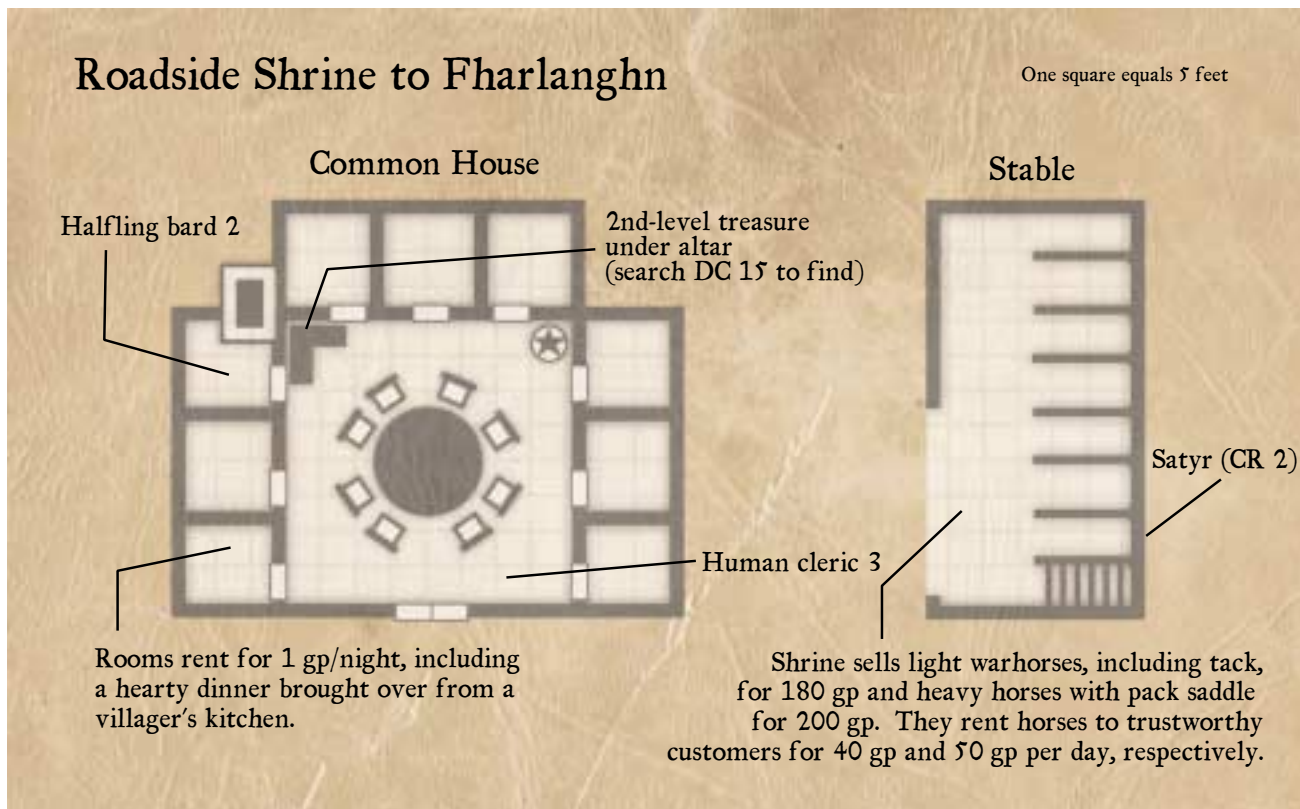 Roadside Shrine to Fharlanghn
One square equals 5 feet
Common House
Stable
Halfling bard 2
2nd-level treasure
under altar
(search DC 15 to find)
Satyr (CR 2)
Human cleric 3
Rooms rent for 1 gp/night, including
a hearty dinner brought over from a
villager's kitchen.
Shrine sells light warhorses, including tack,
for 180 gp and heavy horses with pack saddle
for 200 gp. They rent horses to trustworthy
customers for 40 gp and 50 gp per day, respectively.